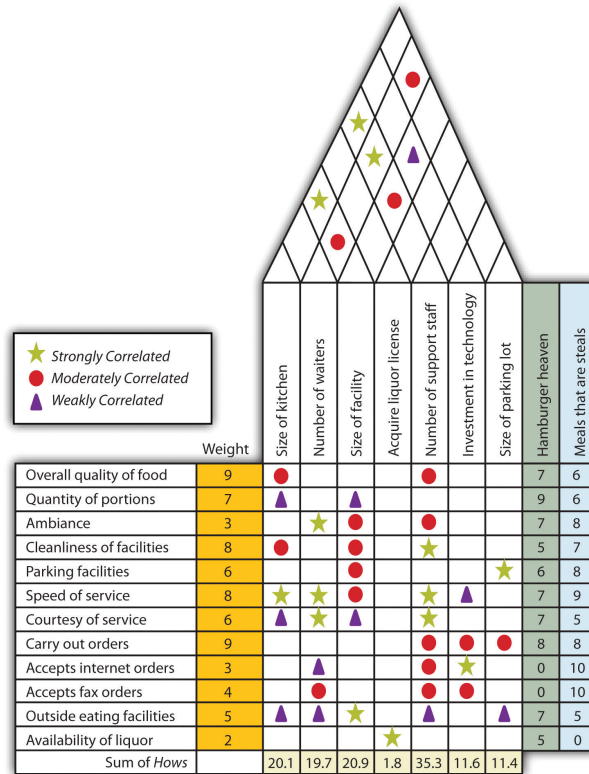 Strongly Correlated
Moderately Correlated
Weakly Correlated
Weight
Size of kitchen
Number of waiters
Size of facility
Acquire liquor license
Number of support staff
Investment in technology
Size of parking lot
Hamburger heaven
Meals that are steals
Overall quality of food 9 7 6
Quantity of portions 7 9 6
Ambiance 3 7 8
Cleanliness of facilities 8 5 7
Parking facilities 6 6 8
Speed of service 8 7 9
Courtesy of service 6 7 5
Carry out orders 9 8 8
Accepts internet orders 3 0 10
Accepts fax orders 4 0 10
Outside eating facilities 5 7 5
Availability of liquor 2 5 0
Sum of Hows 20.1 19.7 20.9 1.8 35.3 11.6 11.4